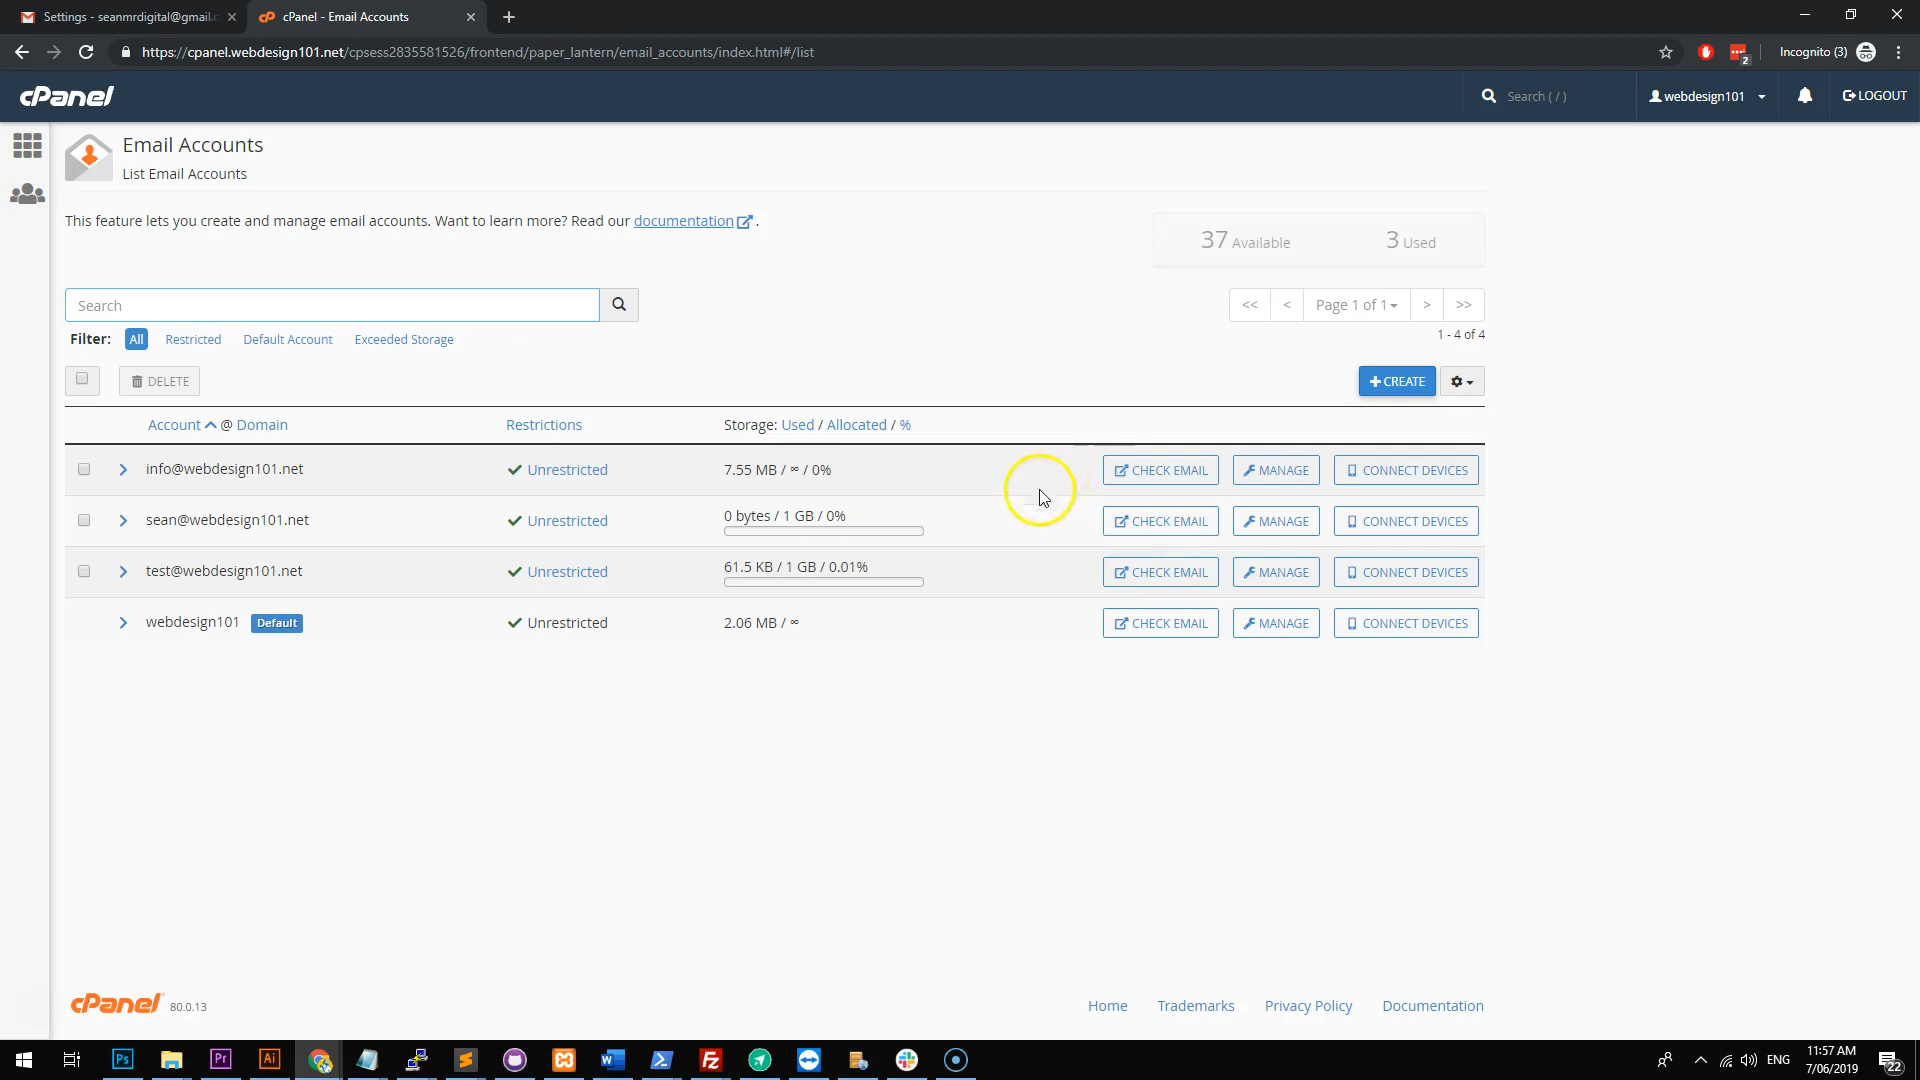 Settings - seanmrdigital@gmail.c
cPanel - Email Accounts
https://cpanel.webdesign101.net/cpsess2835581526/frontend/paper_lantern/email_accounts/index.html#/list
2
Incognito (3)
cPanel
Search ( / )
webdesign101
LOGOUT
Email Accounts
List Email Accounts
This feature lets you create and manage email accounts. Want to learn more? Read our documentation .
37 Available 3 Used
Search
<< < Page 1 of 1 > >>
1 - 4 of 4
Filter: All Restricted Default Account Exceeded Storage
DELETE
CREATE
Account @ Domain Restrictions Storage: Used / Allocated / %
info@webdesign101.net Unrestricted 7.55 MB / ∞ / 0% CHECK EMAIL MANAGE CONNECT DEVICES
sean@webdesign101.net Unrestricted 0 bytes / 1 GB / 0% CHECK EMAIL MANAGE CONNECT DEVICES
test@webdesign101.net Unrestricted 61.5 KB / 1 GB / 0.01% CHECK EMAIL MANAGE CONNECT DEVICES
webdesign101 Default Unrestricted 2.06 MB / ∞ CHECK EMAIL MANAGE CONNECT DEVICES
cPanel 80.0.13
Home Trademarks Privacy Policy Documentation
Ps Pr Ai
ENG
11:57 AM
7/06/2019
22